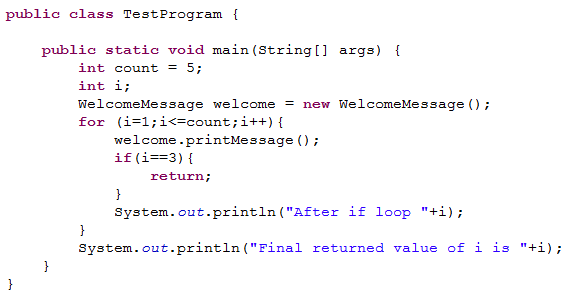 public class TestProgram {
public static void main(String[] args) {
int count = 5;
int i;
WelcomeMessage welcome = new WelcomeMessage();
for (i=1;i<=count;i++){
welcome.printMessage();
if(i==3){
return;
}
System.out.println("After if loop "+i);
}
System.out.println("Final returned value of i is "+i);
}
}